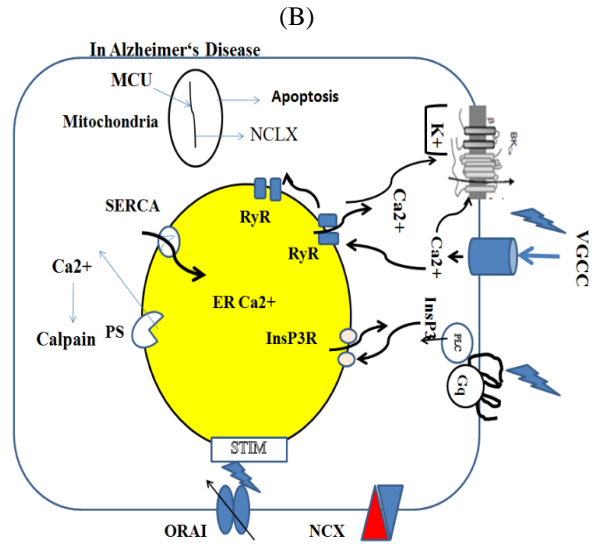 (B)
In Alzheimer's Disease
MCU
Apoptosis
Mitochondria
NCLX
β
BKCa
K+
SERCA
RyR
RyR
Ca2+
Ca2+
VGCC
Ca2+
ER Ca2+
Calpain
PS
InsP3R
InsP3
PLC
Gq
STIM
ORAI
NCX